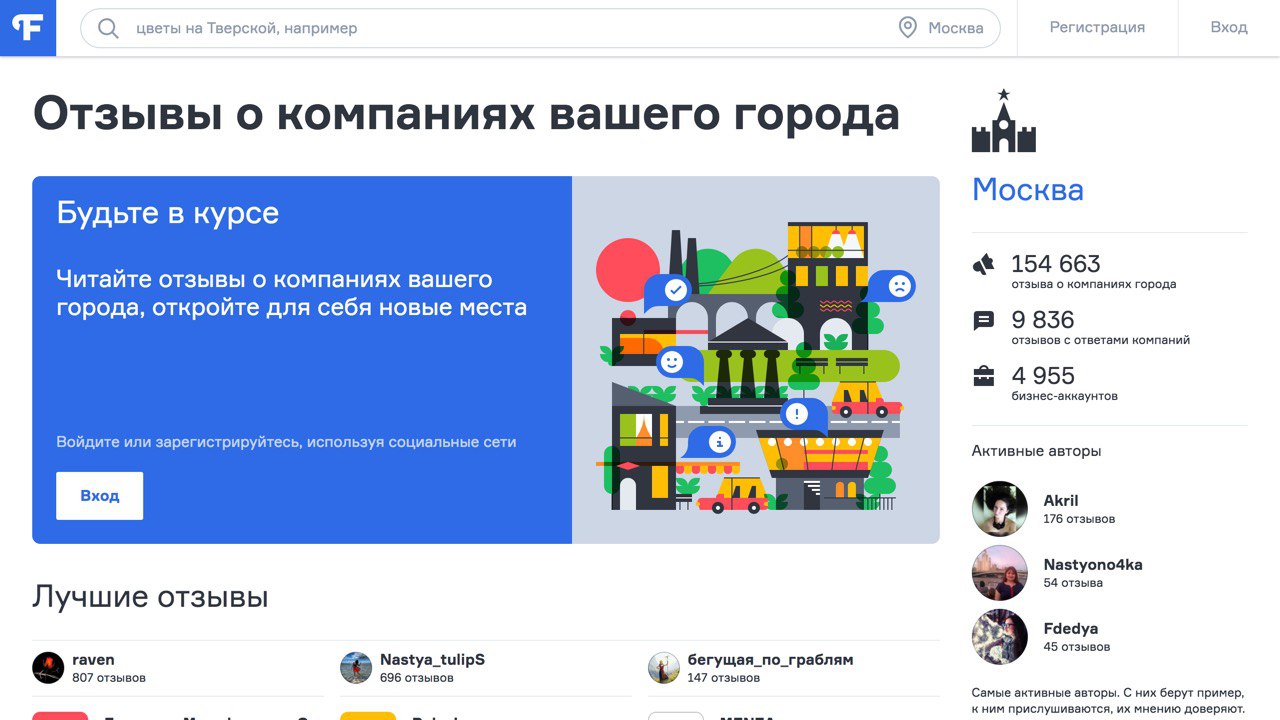 цветы на Тверской, например
Москва
Регистрация
Вход
Отзывы о компаниях вашего города
Будьте в курсе
Читайте отзывы о компаниях вашего
города, откройте для себя новые места
Войдите или зарегистрируйтесь, используя социальные сети
Вход
Лучшие отзывы
raven
807 отзывов
Nastya_tulipS
696 отзывов
бегущая_по_граблям
147 отзывов
Москва
154 663
отзыва о компаниях города
9 836
отзывов с ответами компаний
4 955
бизнес-аккаунтов
Активные авторы
Akril
176 отзывов
Nastyono4ka
54 отзыва
Fdedya
45 отзывов
Самые активные авторы. С них берут пример,
к ним прислушиваются, их мнению доверяют.